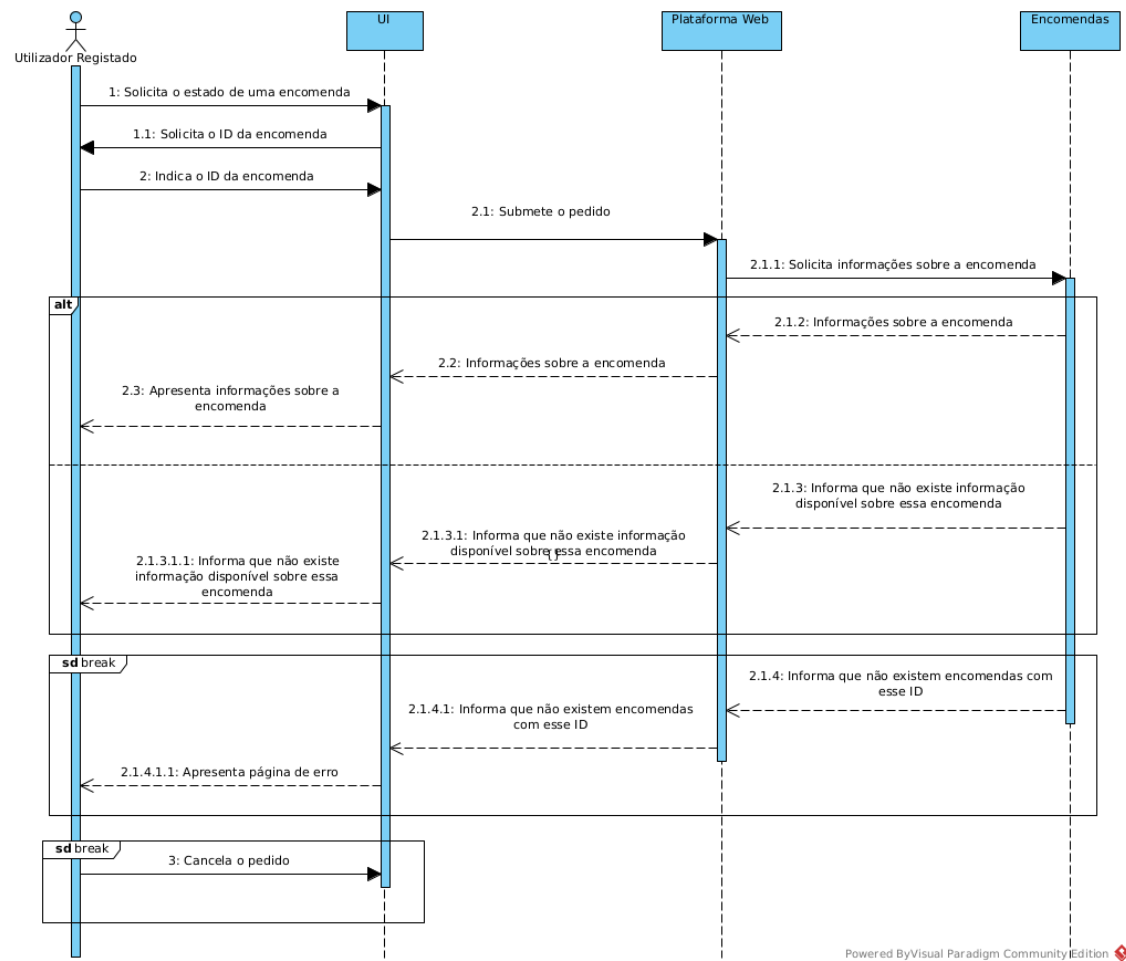 UI
Plataforma Web
Encomendas
Utilizador Registado
1: Solicita o estado de uma encomenda
1.1: Solicita o ID da encomenda
2: Indica o ID da encomenda
2.1: Submete o pedido
2.1.1: Solicita informações sobre a encomenda
alt
2.1.2: Informações sobre a encomenda
2.2: Informações sobre a encomenda
2.3: Apresenta informações sobre a
encomenda
2.1.3: Informa que não existe informação
disponível sobre essa encomenda
2.1.3.1: Informa que não existe informação
disponível sobre essa encomenda
{}
2.1.3.1.1: Informa que não existe
informação disponível sobre essa
encomenda
sd break
2.1.4: Informa que não existem encomendas com
esse ID
2.1.4.1: Informa que não existem encomendas
com esse ID
2.1.4.1.1: Apresenta página de erro
sd break
3: Cancela o pedido
Powered ByVisual Paradigm Community Edition